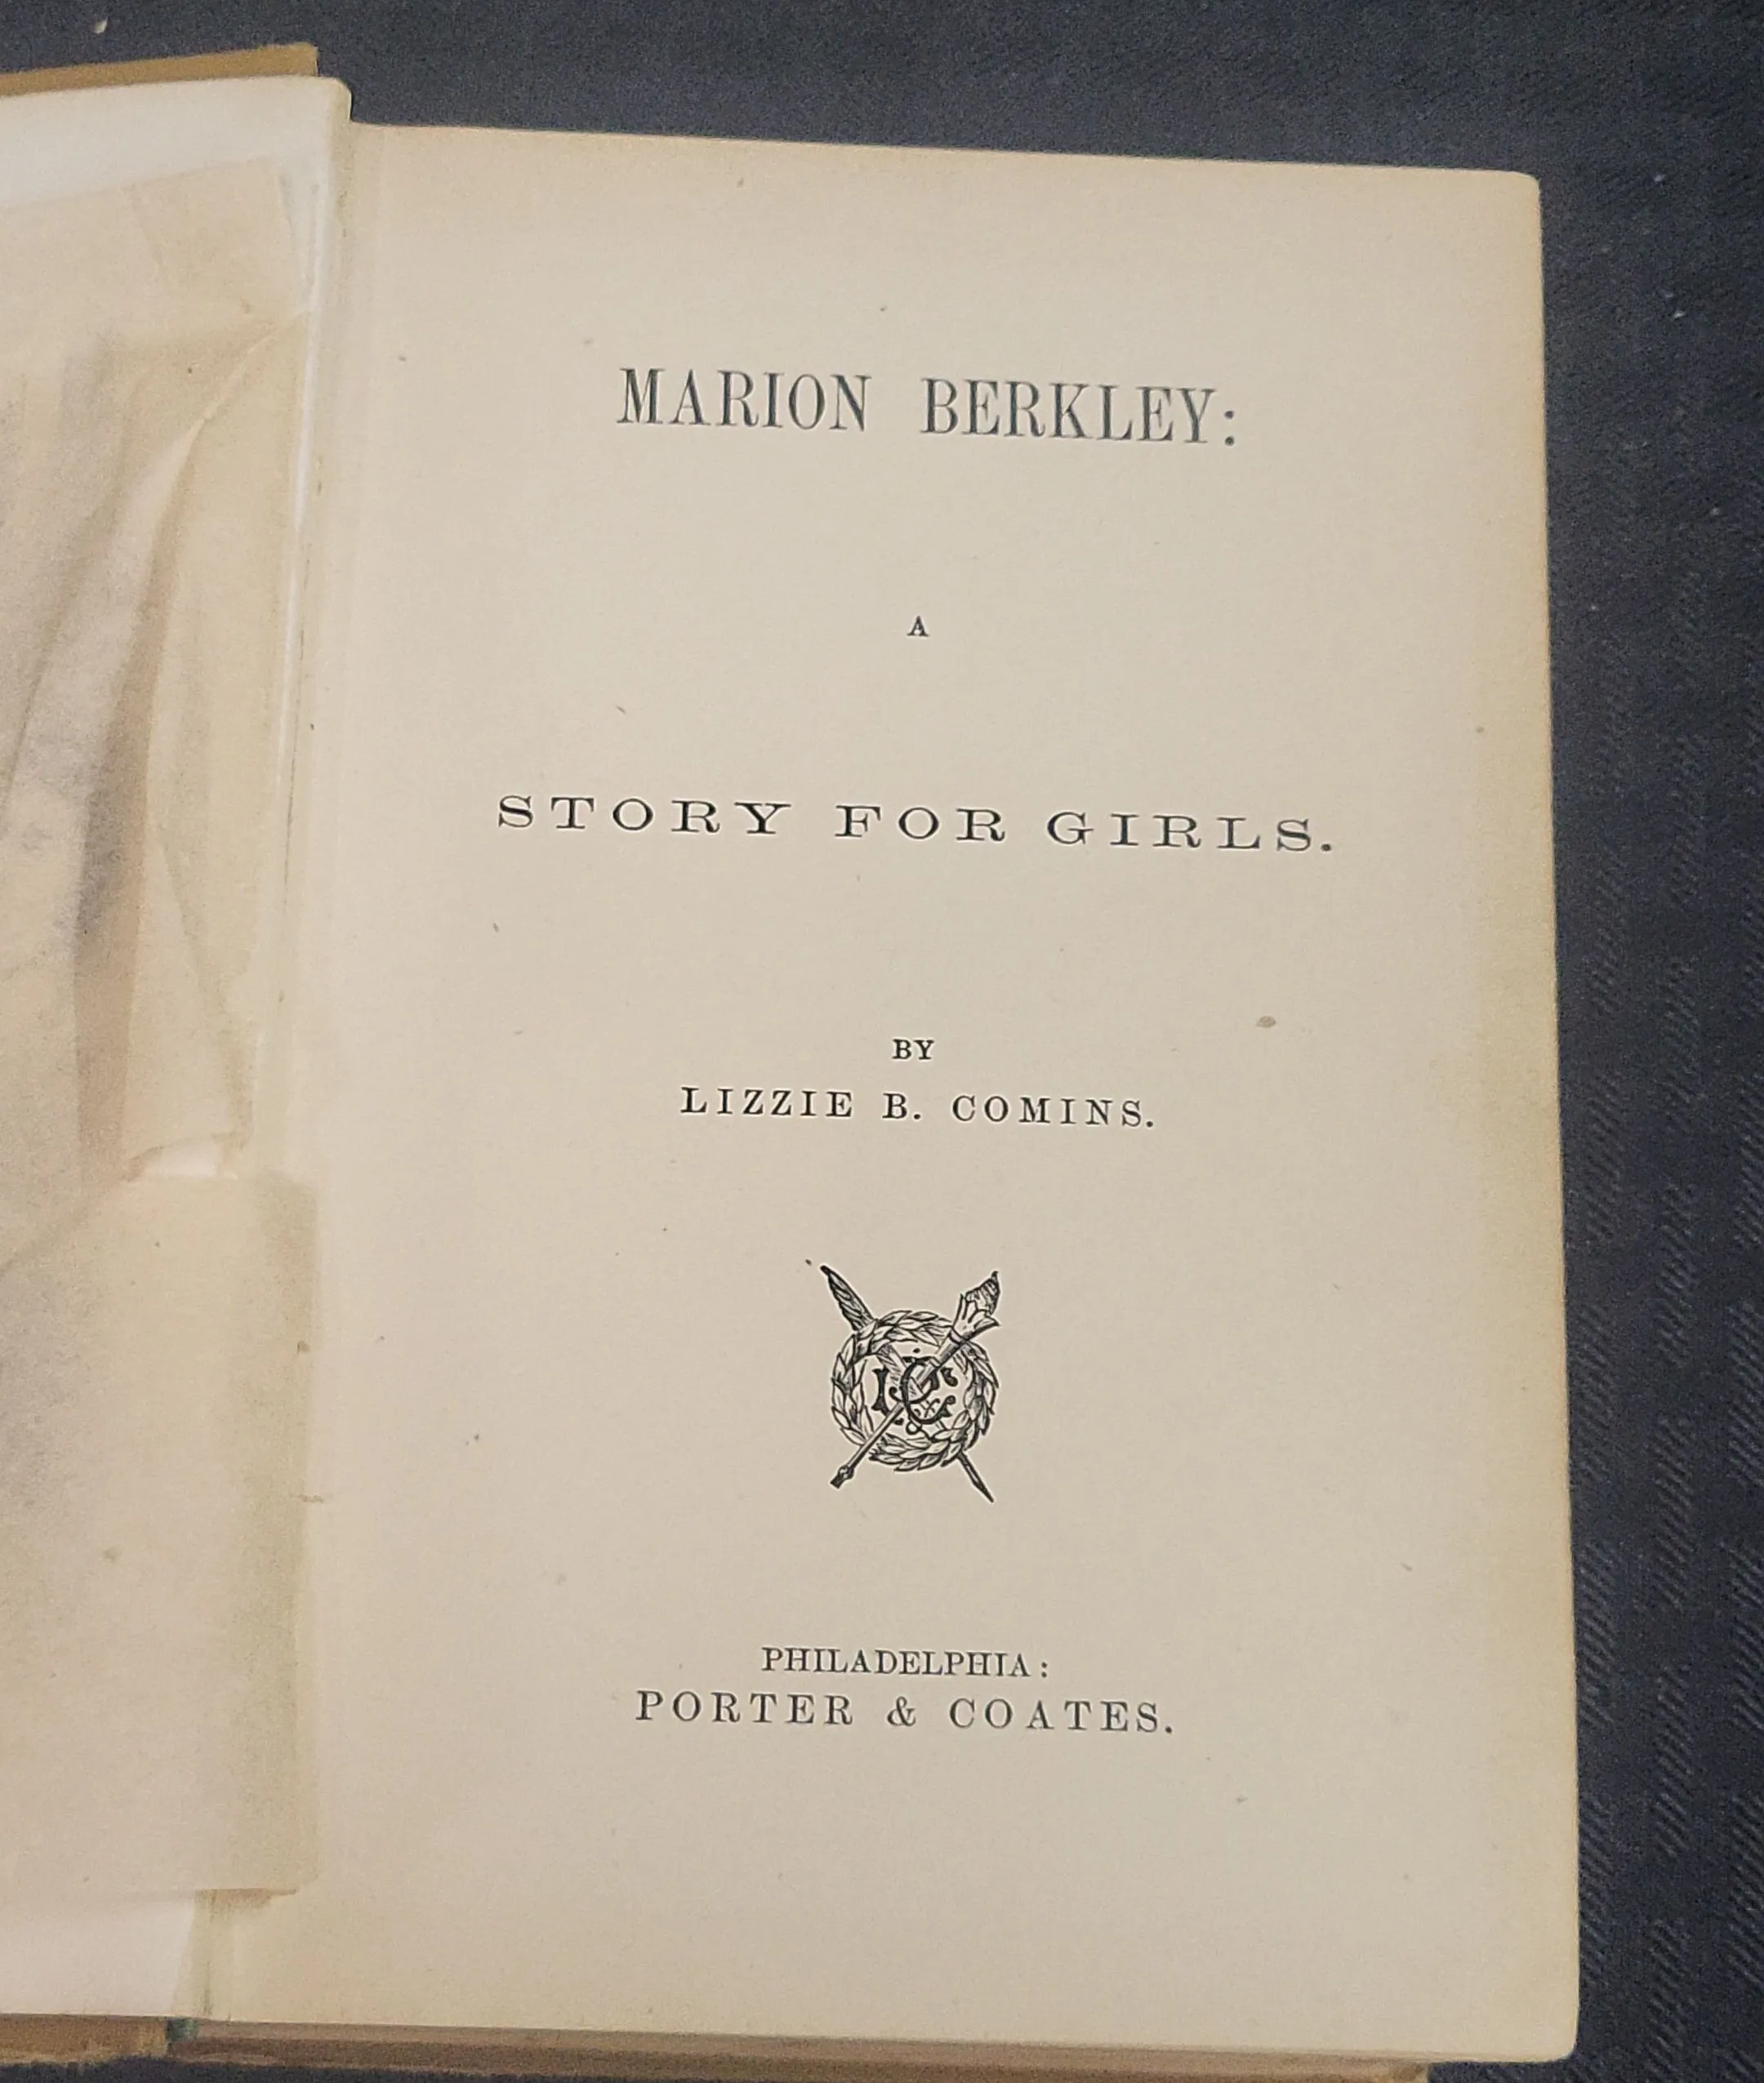 MARION BERKLEY:
A
STORY FOR GIRLS.
BY
LIZZIE B. COMINS.
PHILADELPHIA:
PORTER & COATES.